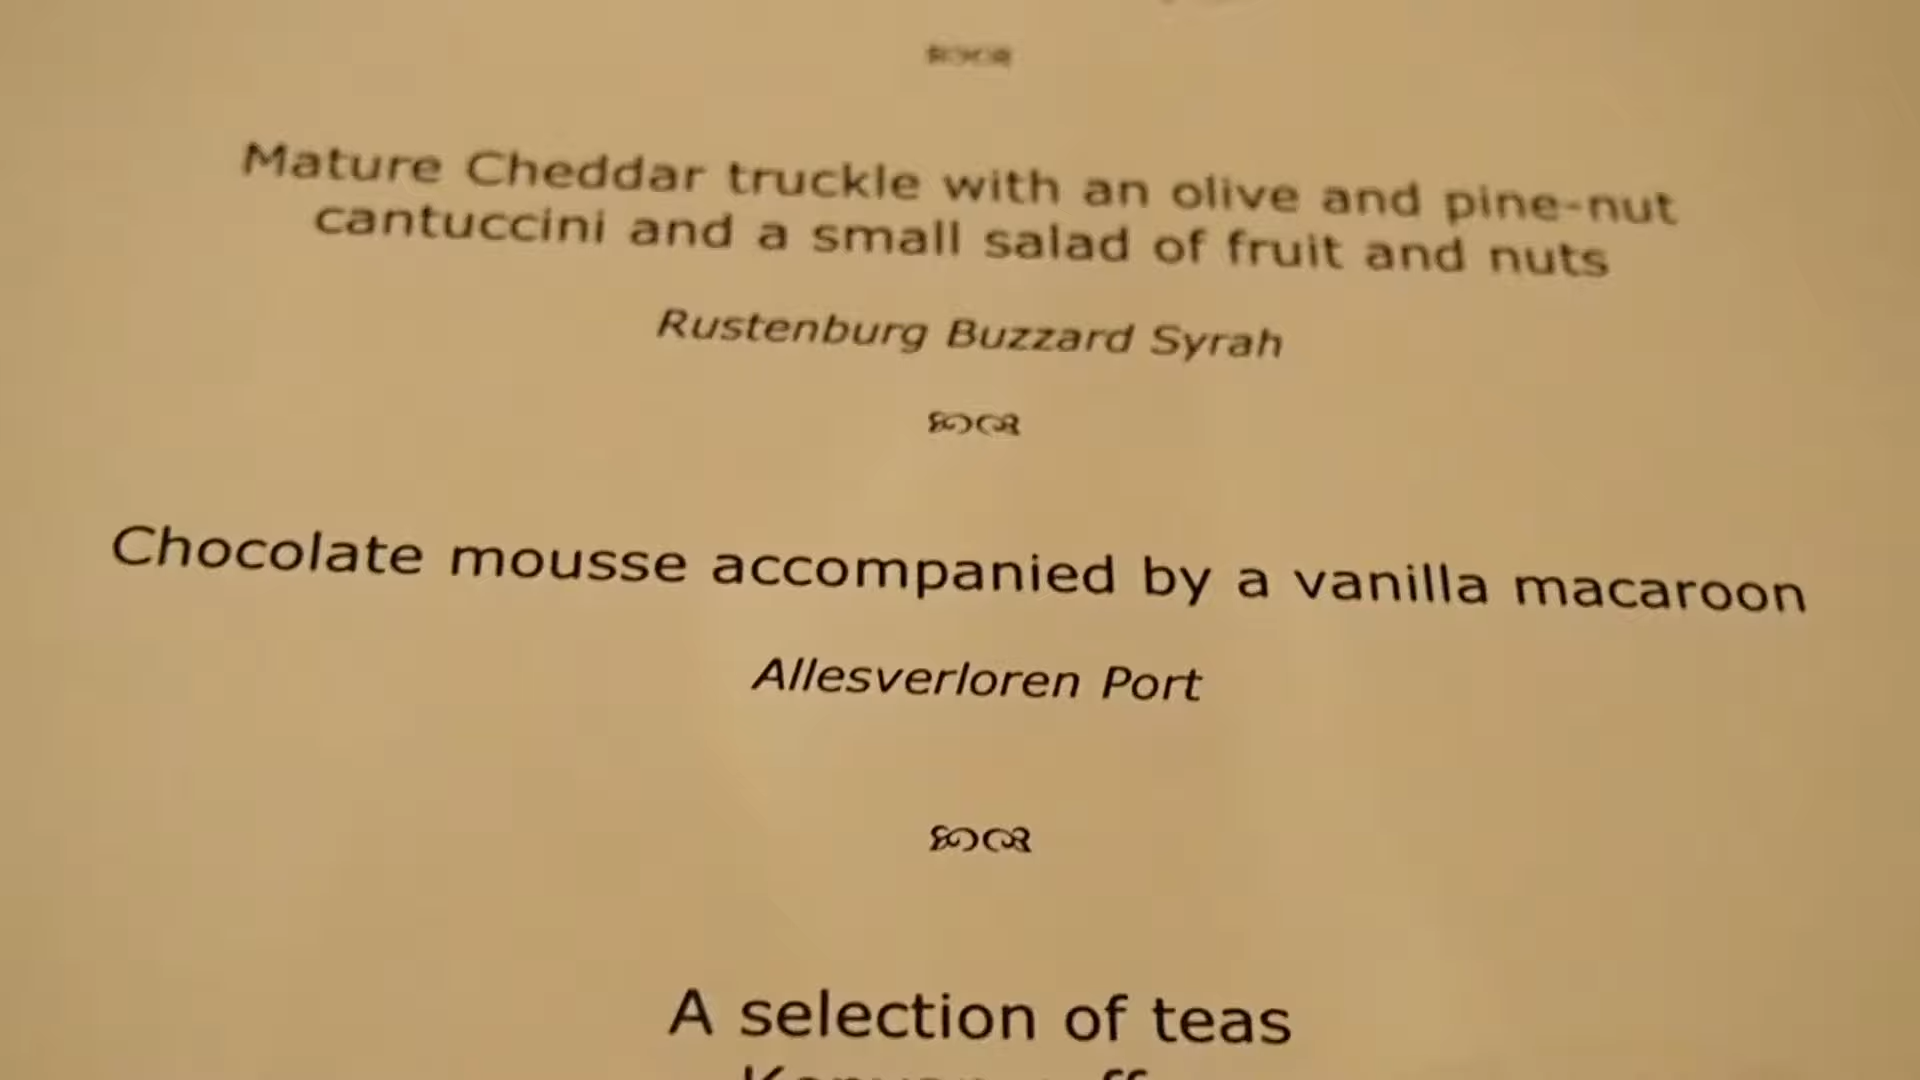 Mature Cheddar truckle with an olive and pine-nut
cantuccini and a small salad of fruit and nuts
Rustenburg Buzzard Syrah
Chocolate mousse accompanied by a vanilla macaroon
Allesverloren Port
A selection of teas